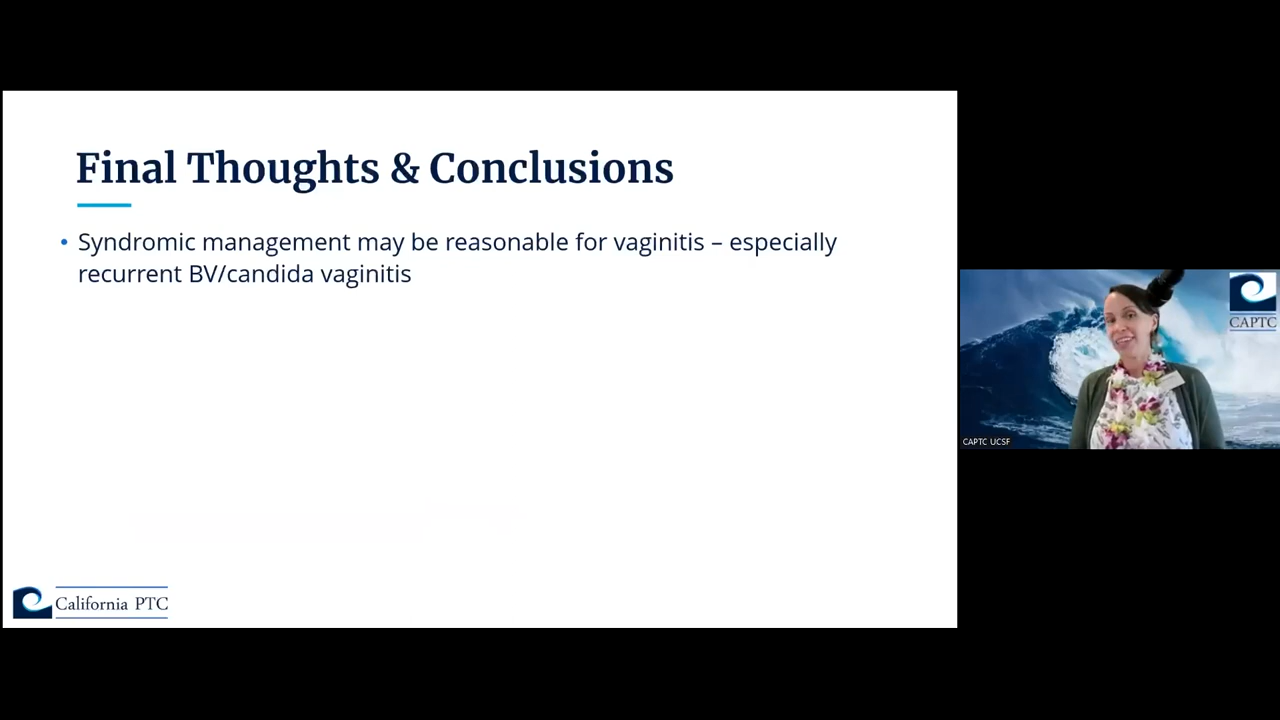 Final Thoughts & Conclusions
• Syndromic management may be reasonable for vaginitis – especially
recurrent BV/candida vaginitis
California PTC
CAPTC
CAPTC UCSF